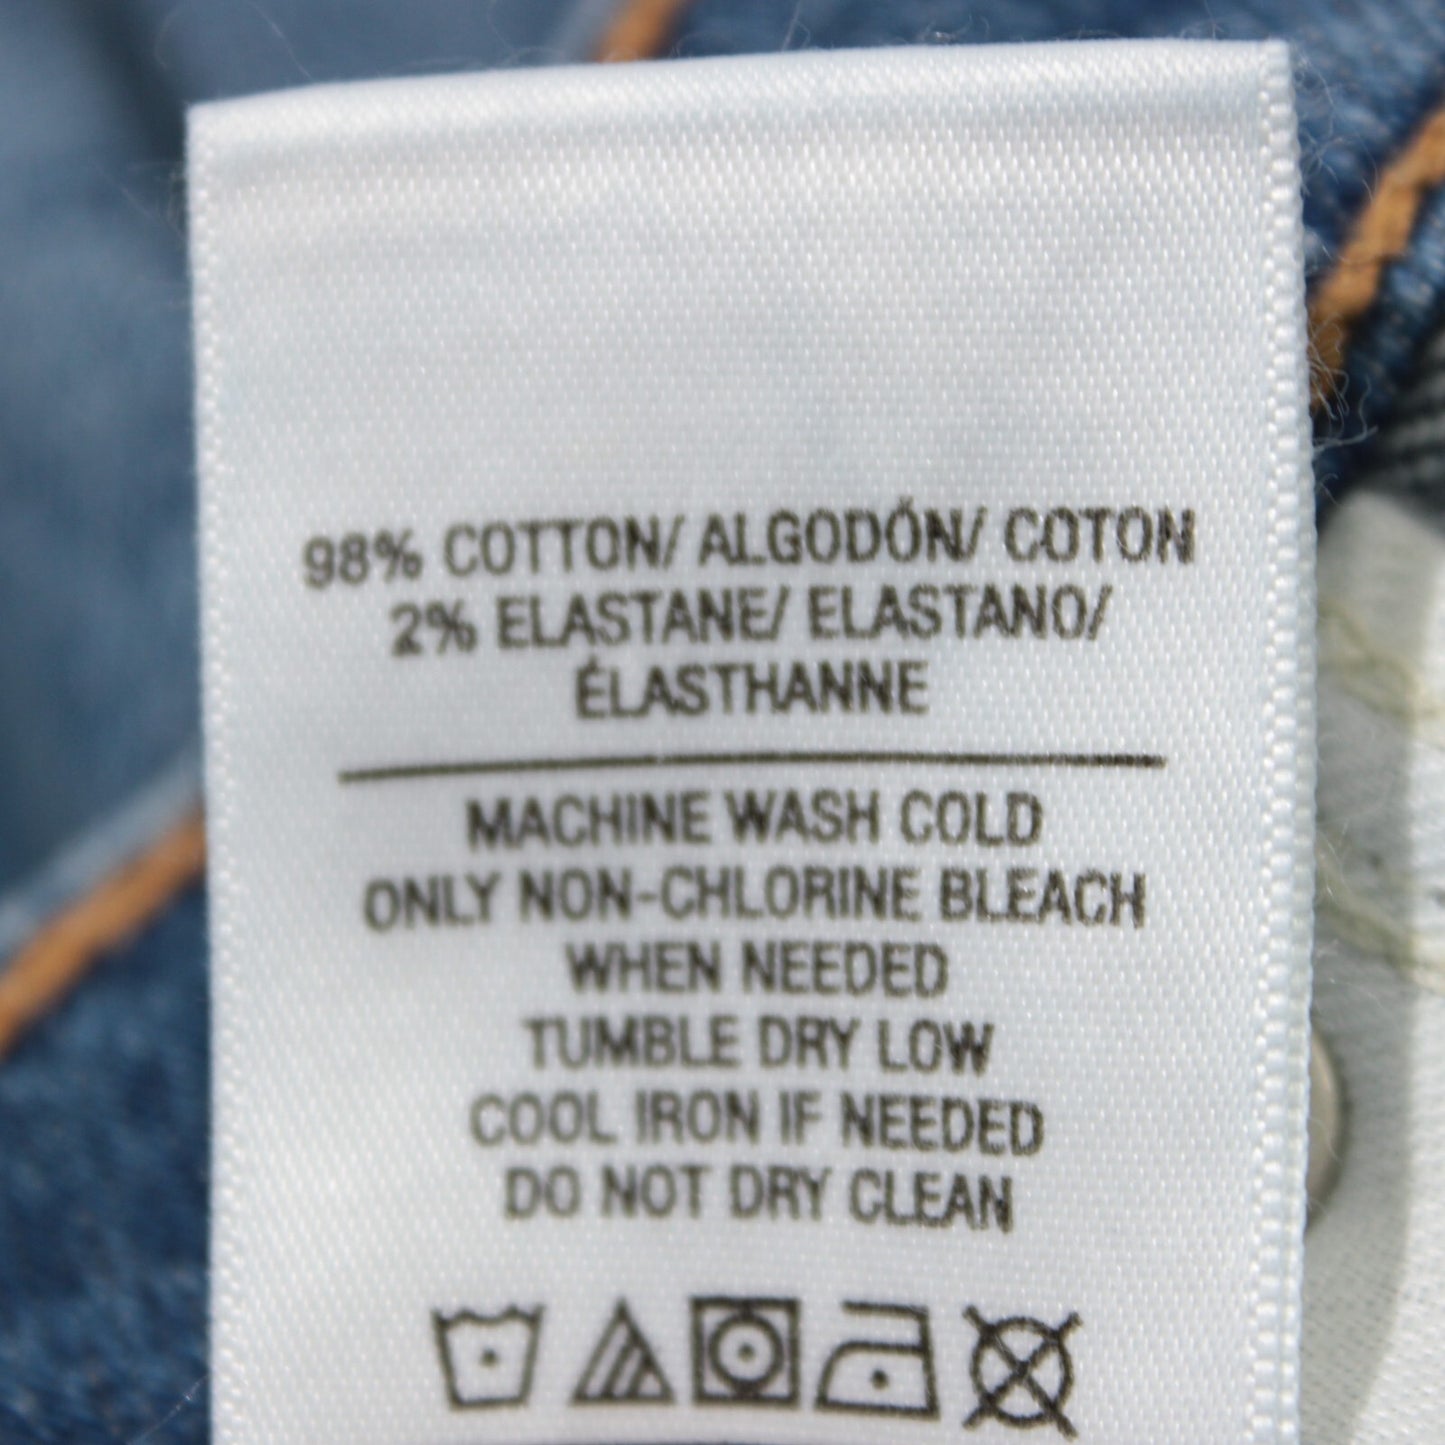 98% COTTON/ ALGODÓN/ COTON
2% ELASTANE/ ELASTANO/
ÉLASTHANNE
MACHINE WASH COLD
ONLY NON-CHLORINE BLEACH
WHEN NEEDED
TUMBLE DRY LOW
COOL IRON IF NEEDED
DO NOT DRY CLEAN